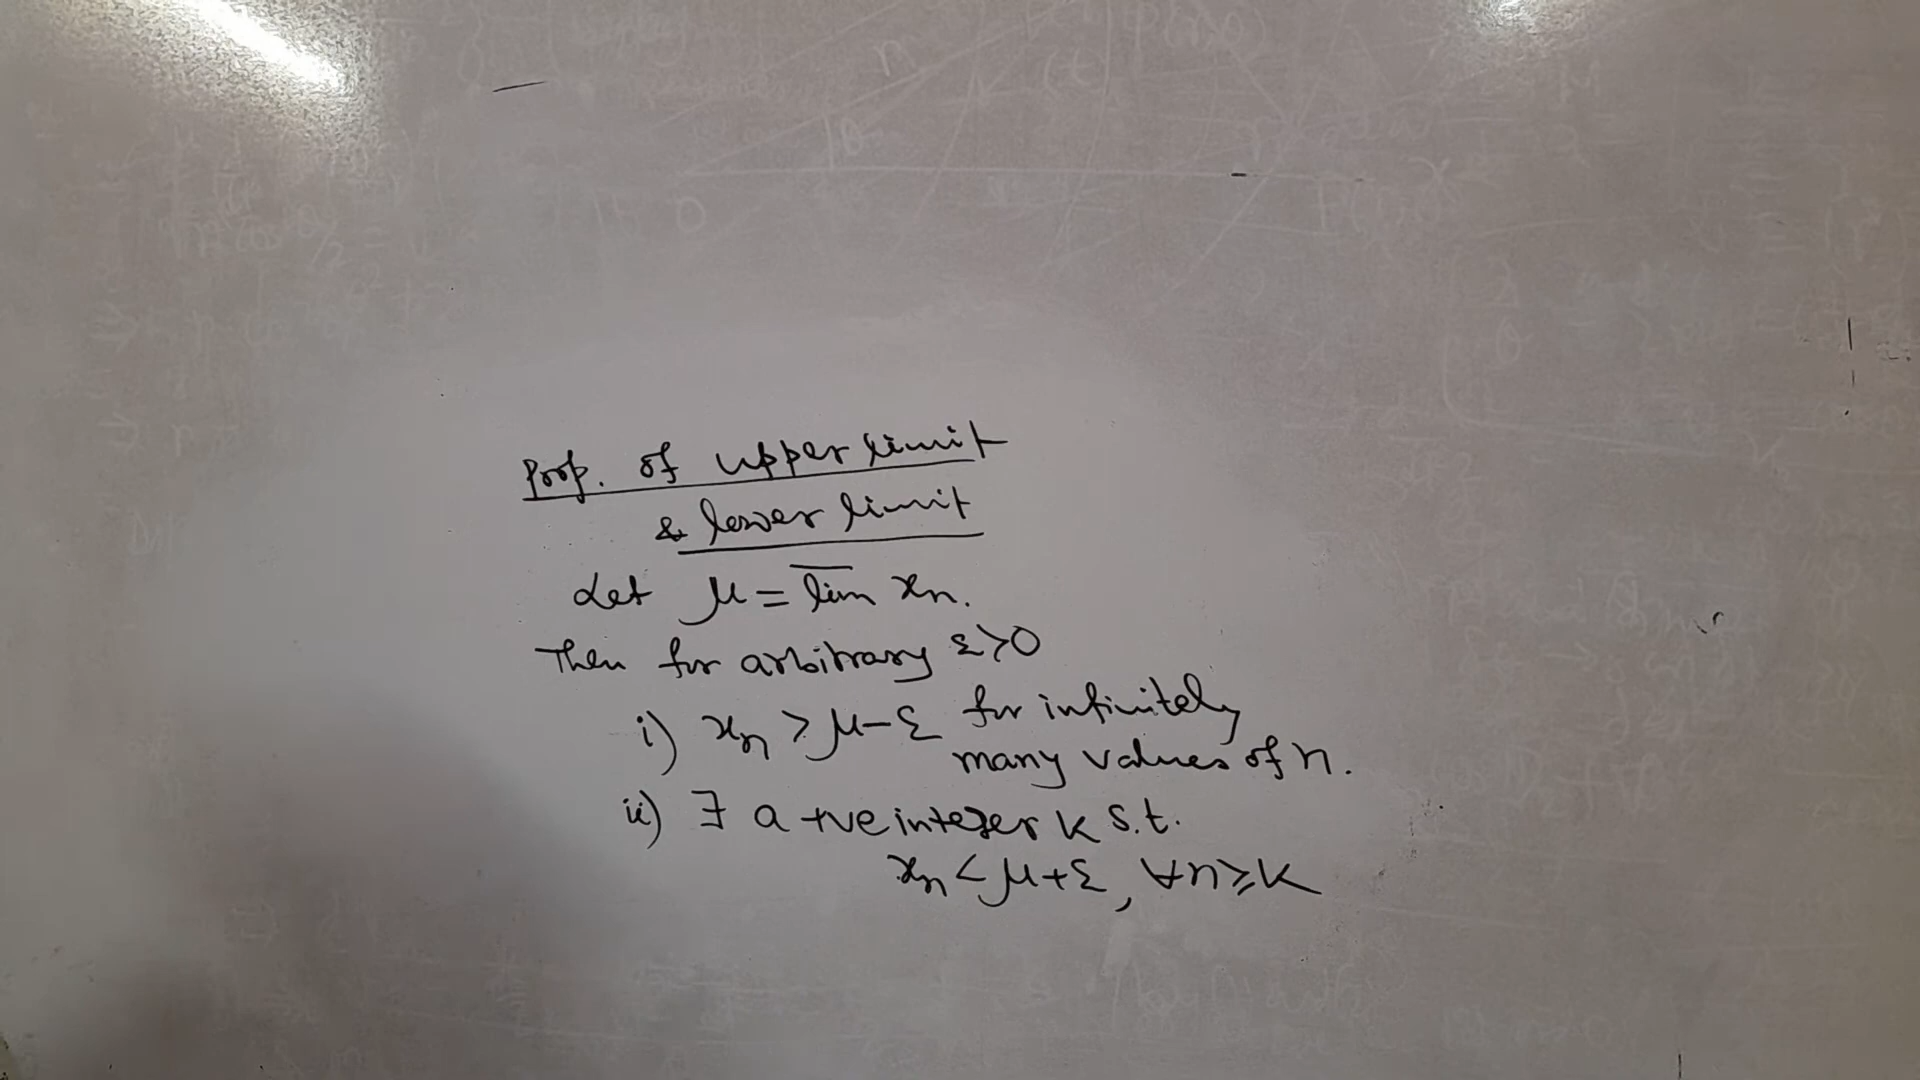 Prop. of upper limit
& lower limit
Let μ = \overline{lim} xn.
Then for arbitrary ε>0
i) xn > μ-ε for infinitely
many values of n.
ii) ∃ a +ve integer K s.t.
xn < μ+ε, ∀n≥K